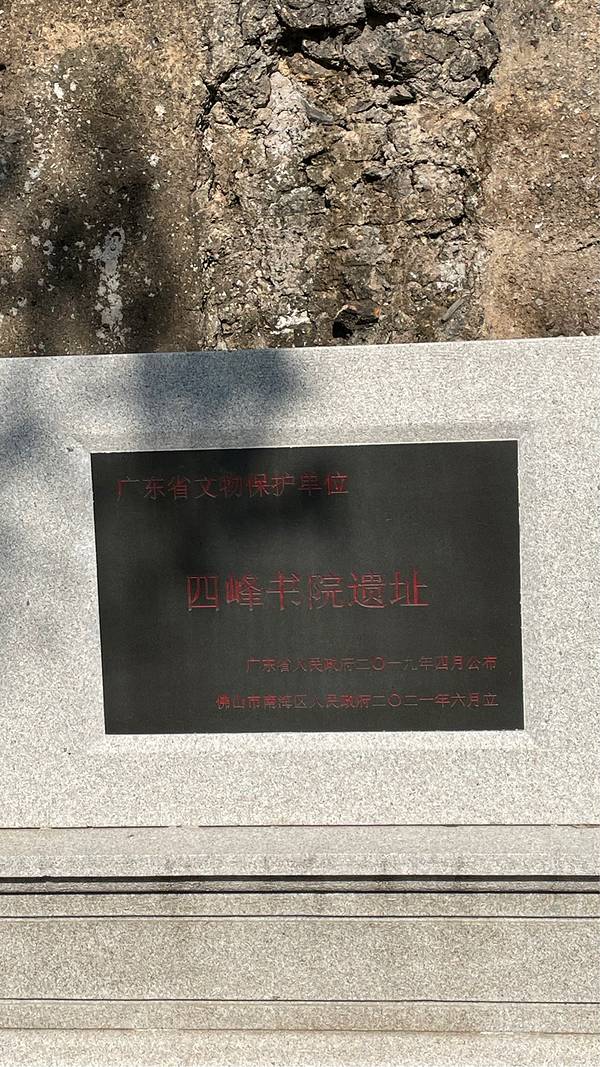 广东省文物保护单位
四峰书院遗址
广东省人民政府二〇一九年四月公布
佛山市南海区人民政府二〇二一年六月立